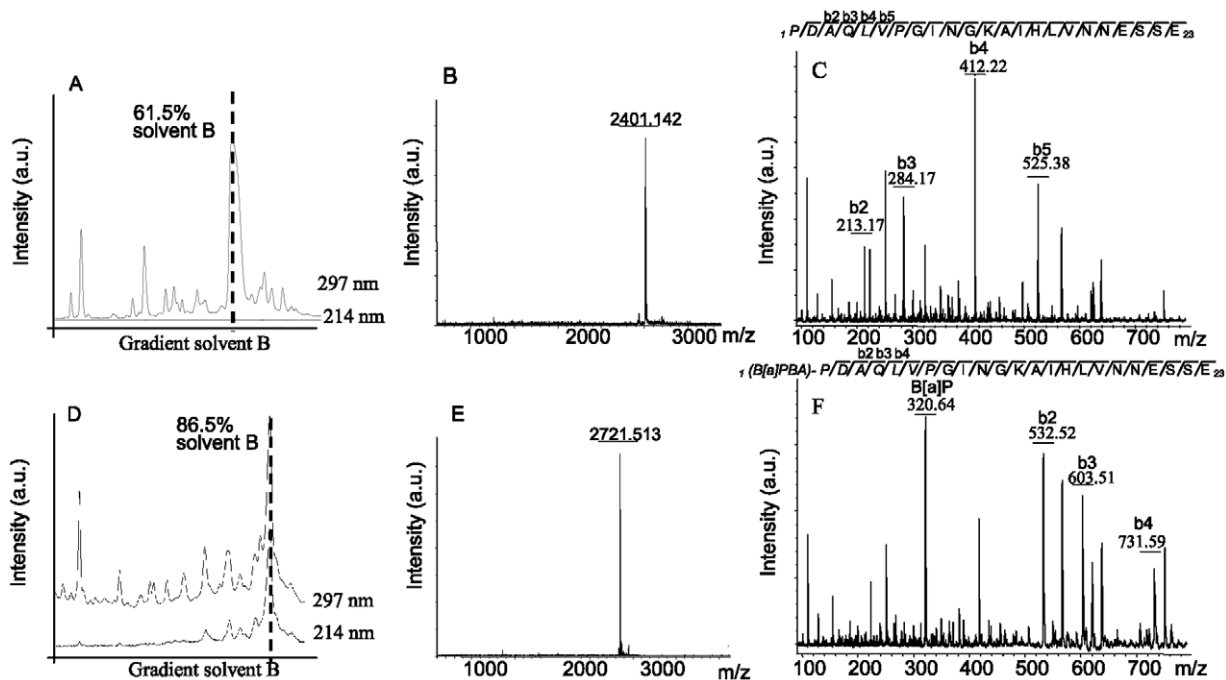 A
61.5%
solvent B
Intensity (a.u.)
297 nm
214 nm
Gradient solvent B
B
2401.142
Intensity (a.u.)
1000 2000 3000 m/z
b2 b3 b4 b5
1 P/D/A/Q/L/V/P/G/I/N/G/K/A/I/H/L/V/N/N/E/S/S/E 23
C
b4
412.22
b5
525.38
b3
284.17
b2
213.17
Intensity (a.u.)
100 200 300 400 500 600 700 m/z
D
86.5%
solvent B
Intensity (a.u.)
297 nm
214 nm
Gradient solvent B
E
2721.513
Intensity (a.u.)
1000 2000 3000 m/z
b2 b3 b4
1 (B[a]PBA)- P/D/A/Q/L/V/P/G/I/N/G/K/A/I/H/L/V/N/N/E/S/S/E 23
F
B[a]P
320.64
b2
532.52
b3
603.51
b4
731.59
Intensity (a.u.)
100 200 300 400 500 600 700 m/z